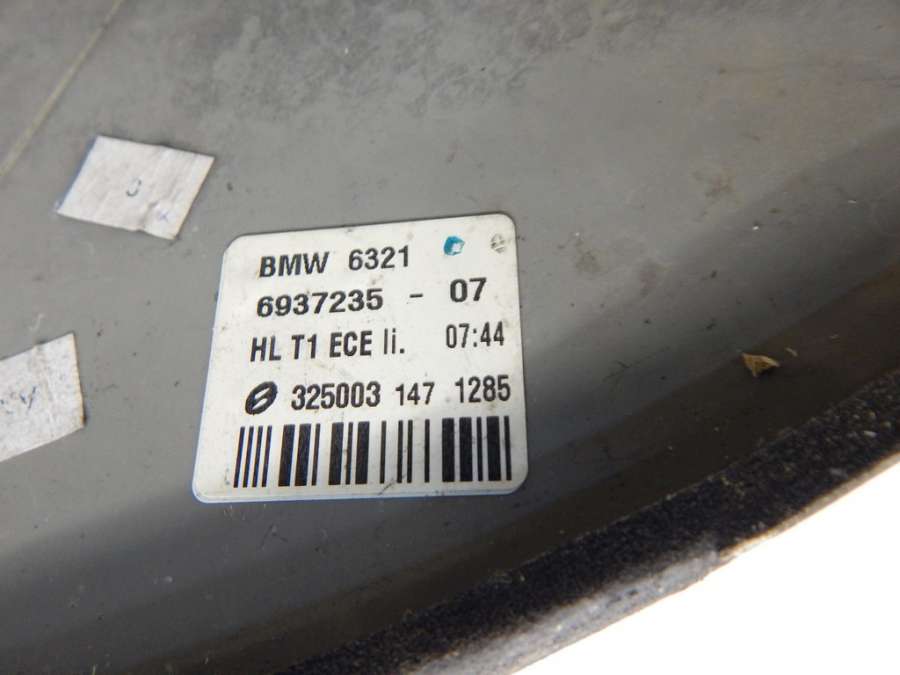 BMW 6321
6937235 - 07
HL T1 ECE li. 07:44
325003 147 1285